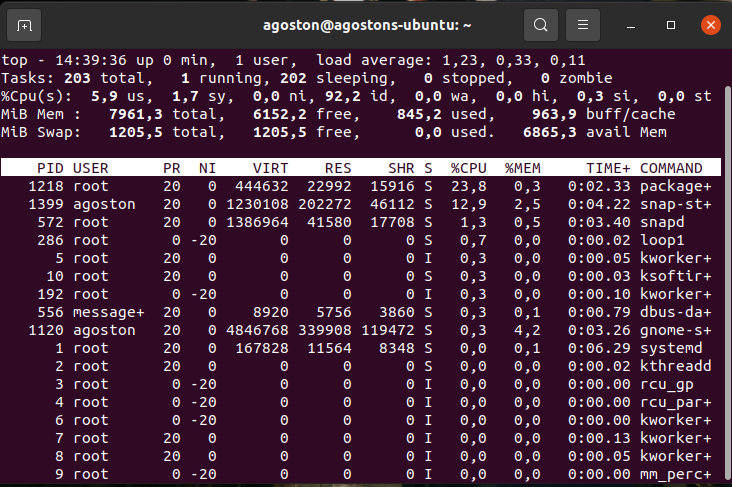 agoston@agostons-ubuntu: ~
top - 14:39:36 up 0 min,  1 user,  load average: 1,23, 0,33, 0,11
Tasks: 203 total,   1 running, 202 sleeping,   0 stopped,   0 zombie
%Cpu(s):  5,9 us,  1,7 sy,  0,0 ni, 92,2 id,  0,0 wa,  0,0 hi,  0,3 si,  0,0 st
MiB Mem :   7961,3 total,   6152,2 free,    845,2 used,    963,9 buff/cache
MiB Swap:   1205,5 total,   1205,5 free,      0,0 used.   6865,3 avail Mem
PID USER      PR  NI    VIRT    RES    SHR S  %CPU  %MEM     TIME+ COMMAND
1218 root      20   0  444632  22992  15916 S  23,8   0,3   0:02.33 package+
1399 agoston   20   0 1230108 202272  46112 S  12,9   2,5   0:04.22 snap-st+
572 root      20   0 1386964  41580  17708 S   1,3   0,5   0:03.40 snapd
286 root       0 -20       0      0      0 S   0,7   0,0   0:00.02 loop1
5 root      20   0       0      0      0 I   0,3   0,0   0:00.05 kworker+
10 root      20   0       0      0      0 S   0,3   0,0   0:00.03 ksoftir+
192 root       0 -20       0      0      0 I   0,3   0,0   0:00.10 kworker+
556 message+  20   0    8920   5756   3860 S   0,3   0,1   0:00.79 dbus-da+
1120 agoston   20   0 4846768 339908 119472 S   0,3   4,2   0:03.26 gnome-s+
1 root      20   0  167828  11564   8348 S   0,0   0,1   0:06.29 systemd
2 root      20   0       0      0      0 S   0,0   0,0   0:00.02 kthreadd
3 root       0 -20       0      0      0 I   0,0   0,0   0:00.00 rcu_gp
4 root       0 -20       0      0      0 I   0,0   0,0   0:00.00 rcu_par+
6 root       0 -20       0      0      0 I   0,0   0,0   0:00.00 kworker+
7 root      20   0       0      0      0 I   0,0   0,0   0:00.13 kworker+
8 root      20   0       0      0      0 I   0,0   0,0   0:00.05 kworker+
9 root       0 -20       0      0      0 I   0,0   0,0   0:00.00 mm_perc+